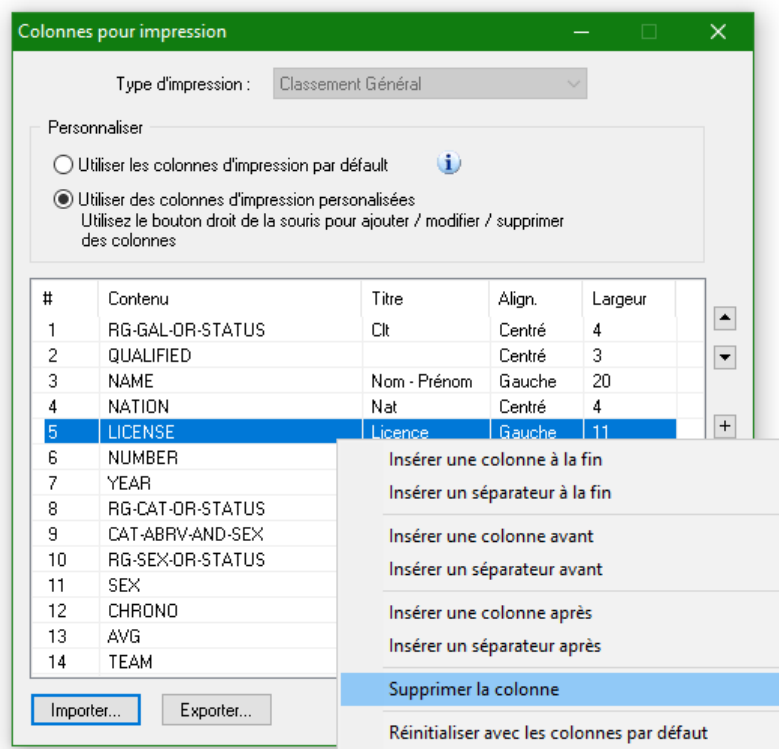 Colonnes pour impression
Type d'impression : Classement Général
Personnaliser
Utiliser les colonnes d'impression par défault
Utiliser des colonnes d'impression personalisées
Utilisez le bouton droit de la souris pour ajouter / modifier / supprimer
des colonnes
# Contenu Titre Align. Largeur
1 RG-GAL-OR-STATUS Clt Centré 4
2 QUALIFIED Centré 3
3 NAME Nom - Prénom Gauche 20
4 NATION Nat Centré 4
5 LICENSE Licence Gauche 11
6 NUMBER
7 YEAR
8 RG-CAT-OR-STATUS
9 CAT-ABRV-AND-SEX
10 RG-SEX-OR-STATUS
11 SEX
12 CHRONO
13 AVG
14 TEAM
Insérer une colonne à la fin
Insérer un séparateur à la fin
Insérer une colonne avant
Insérer un séparateur avant
Insérer une colonne après
Insérer un séparateur après
Supprimer la colonne
Réinitialiser avec les colonnes par défaut
Importer... Exporter...